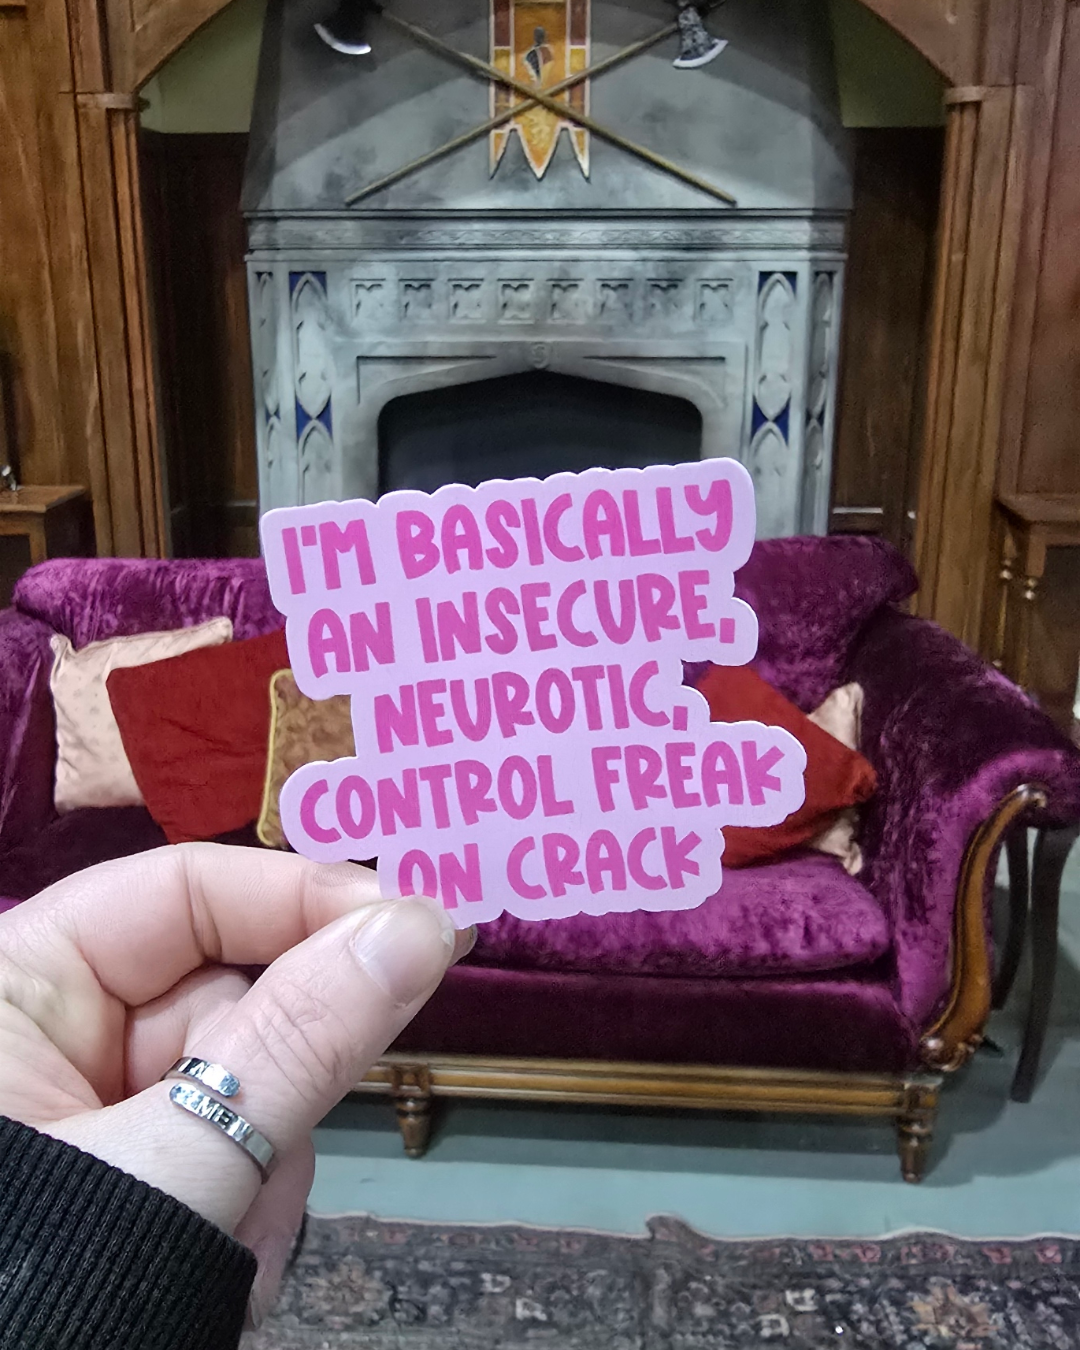 I'M BASICALLY
AN INSECURE,
NEUROTIC,
CONTROL FREAK
ON CRACK